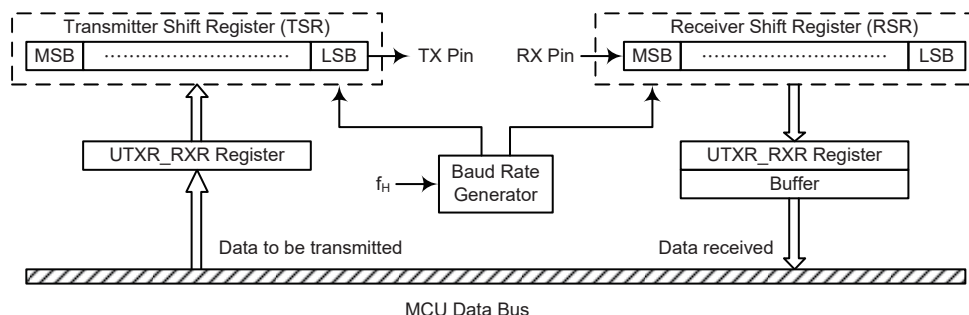 Transmitter Shift Register (TSR)
MSB ................................ LSB
TX Pin
RX Pin
Receiver Shift Register (RSR)
MSB ................................ LSB
UTXR_RXR Register
fH
Baud Rate
Generator
UTXR_RXR Register
Buffer
Data to be transmitted
Data received
MCU Data Bus